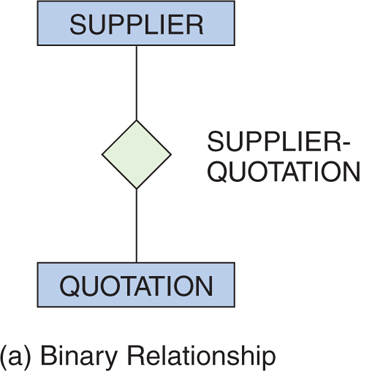 SUPPLIER
SUPPLIER-
QUOTATION
QUOTATION
(a) Binary Relationship